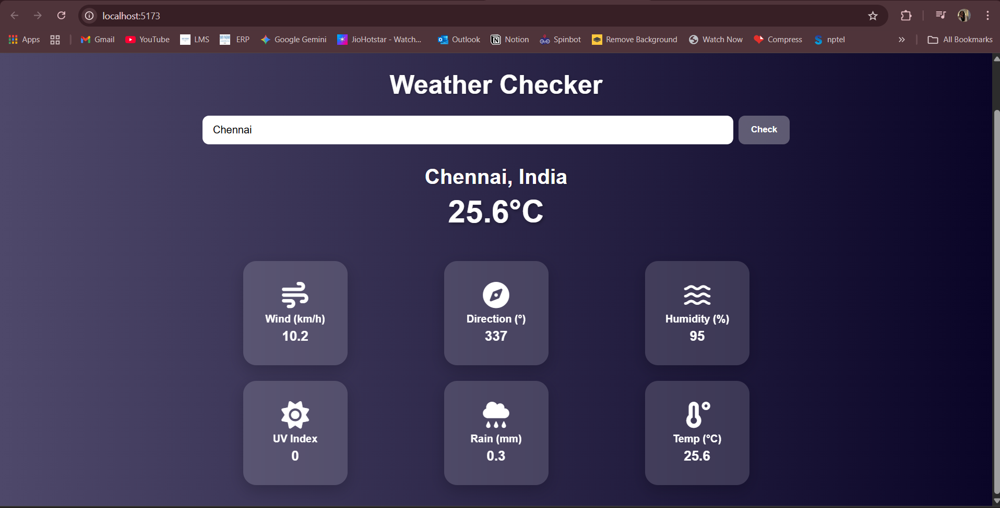 localhost:5173
Apps Gmail YouTube LMS ERP Google Gemini JioHotstar - Watch... Outlook Notion Spinbot Remove Background Watch Now Compress nptel » All Bookmarks
Weather Checker
Chennai Check
Chennai, India
25.6°C
Wind (km/h) Direction (°) Humidity (%)
10.2 337 95
UV Index Rain (mm) Temp (°C)
0 0.3 25.6